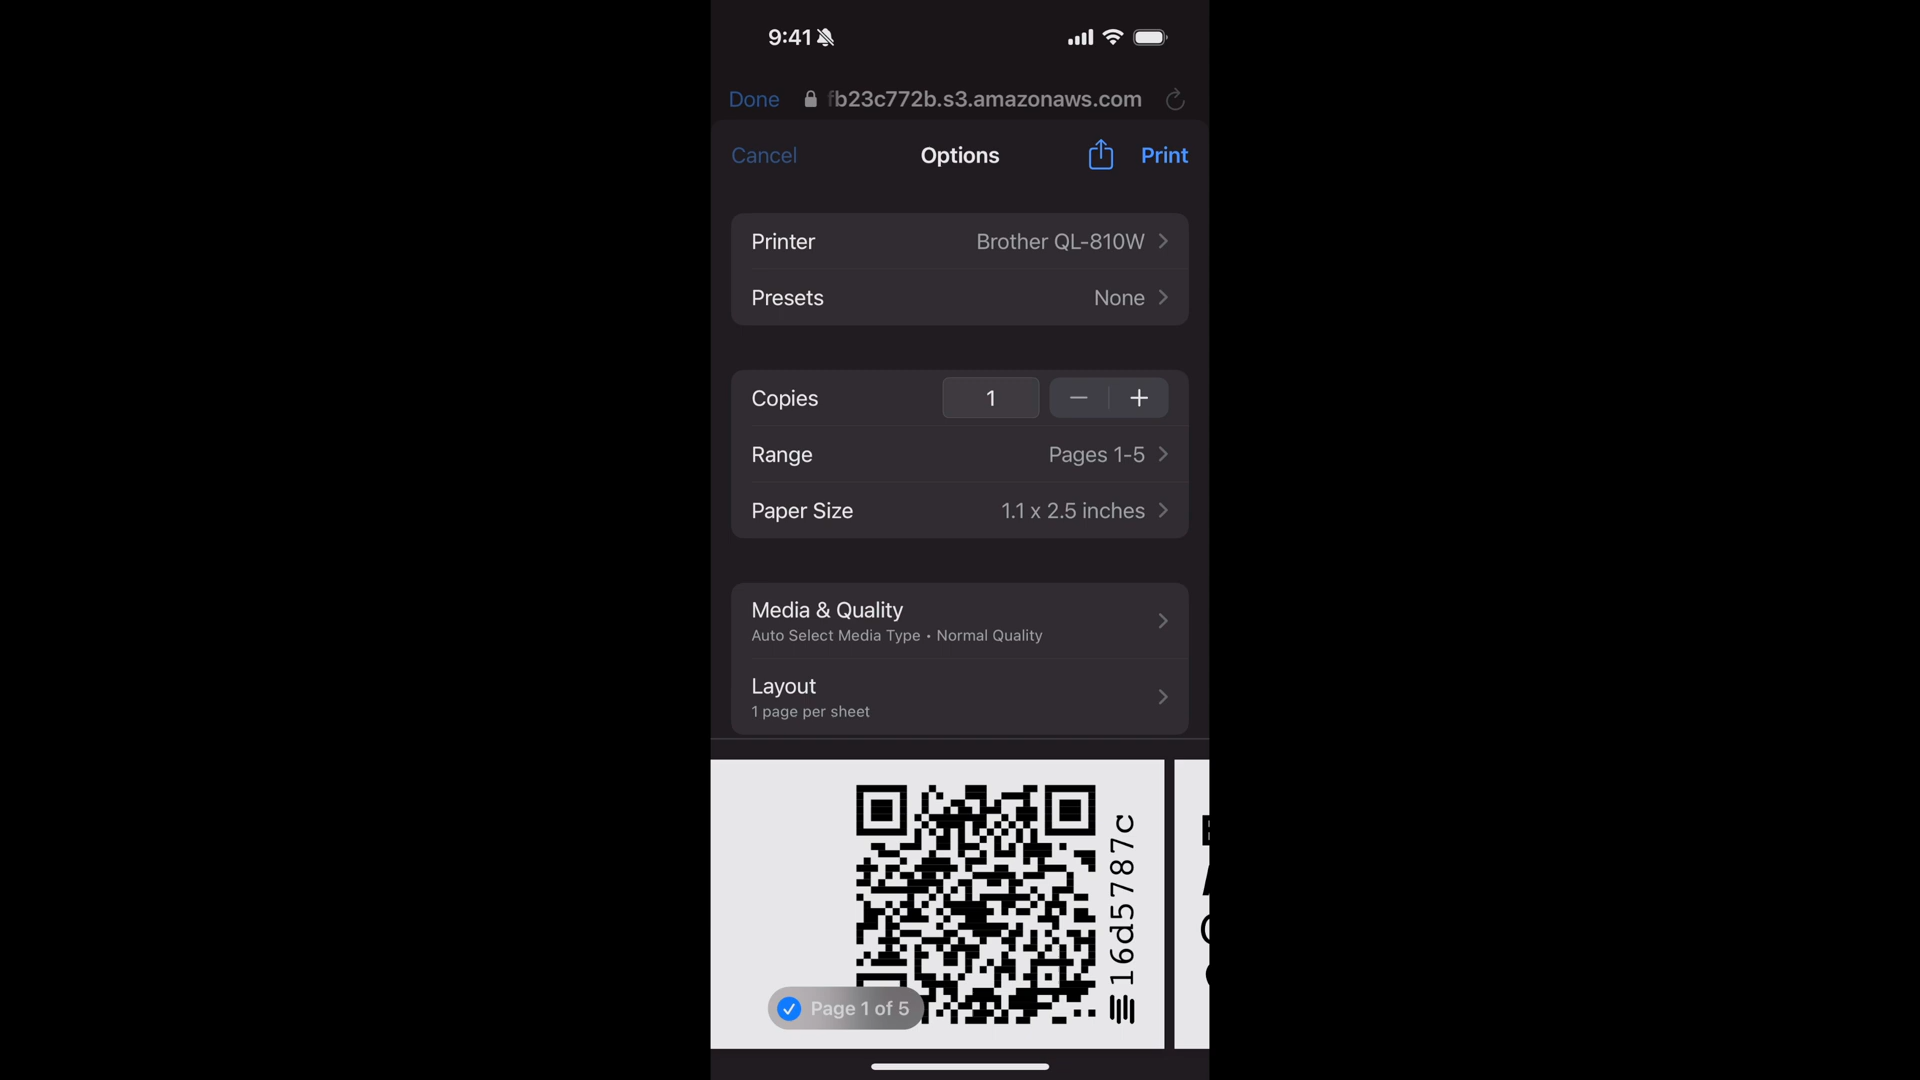 9:41
Done fb23c772b.s3.amazonaws.com
Cancel Options Print
Printer Brother QL-810W
Presets None
Copies 1
Range Pages 1-5
Paper Size 1.1 x 2.5 inches
Media & Quality
Auto Select Media Type • Normal Quality
Layout
1 page per sheet
16d5787c
Page 1 of 5